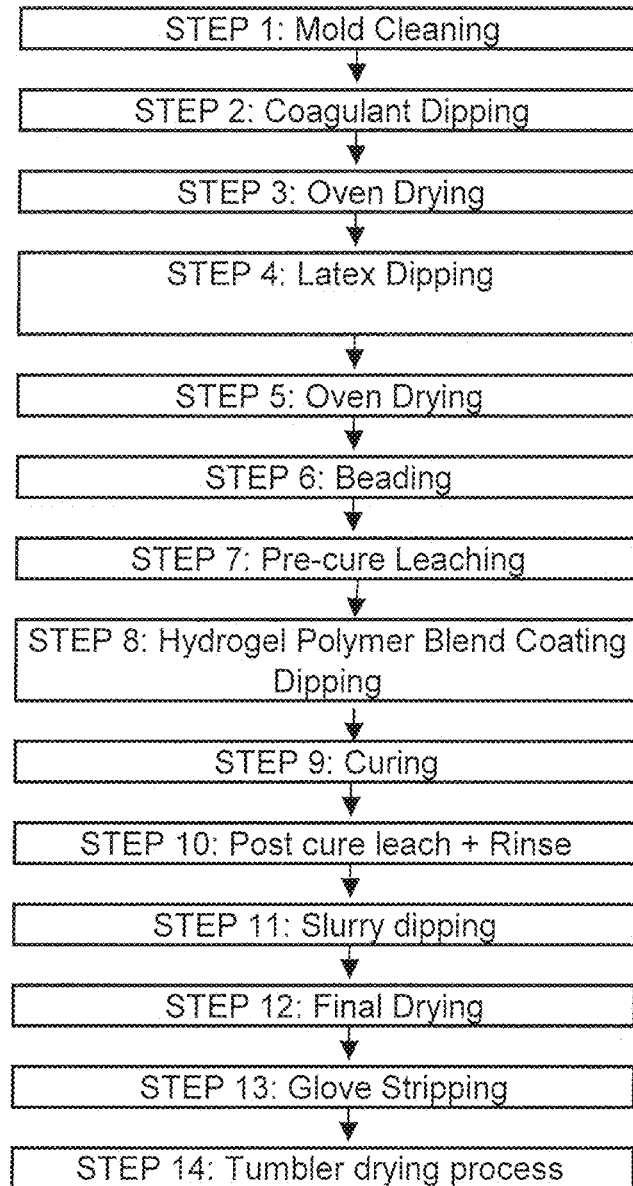 STEP 1: Mold Cleaning
STEP 2: Coagulant Dipping
STEP 3: Oven Drying
STEP 4: Latex Dipping
STEP 5: Oven Drying
STEP 6: Beading
STEP 7: Pre-cure Leaching
STEP 8: Hydrogel Polymer Blend Coating
Dipping
STEP 9: Curing
STEP 10: Post cure leach + Rinse
STEP 11: Slurry dipping
STEP 12: Final Drying
STEP 13: Glove Stripping
STEP 14: Tumbler drying process